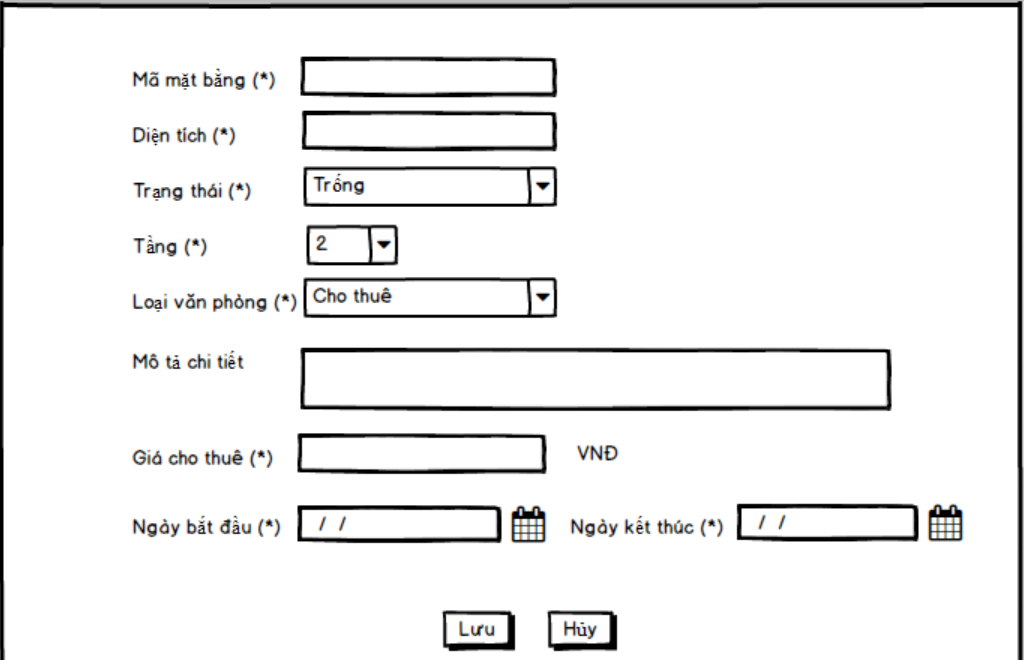 Mã mặt bằng (*)
Diện tích (*)
Trạng thái (*) Trống
Tầng (*) 2
Loại văn phòng (*) Cho thuê
Mô tả chi tiết
Giá cho thuê (*) VNĐ
Ngày bắt đầu (*) / / Ngày kết thúc (*) / /
Lưu Hủy